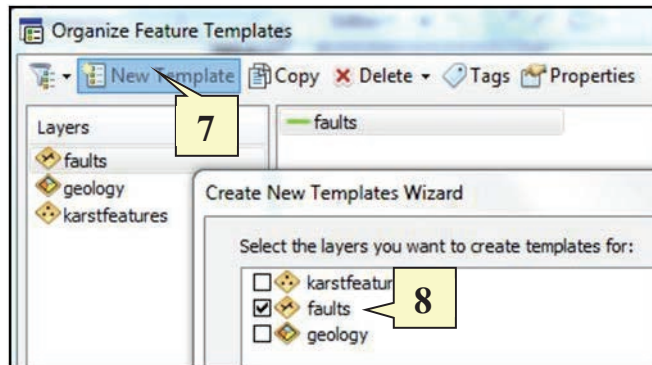 Organize Feature Templates
New Template Copy Delete Tags Properties
7
Layers
faults
geology
karstfeatures
faults
Create New Templates Wizard
Select the layers you want to create templates for:
karstfeatur
faults
8
geology